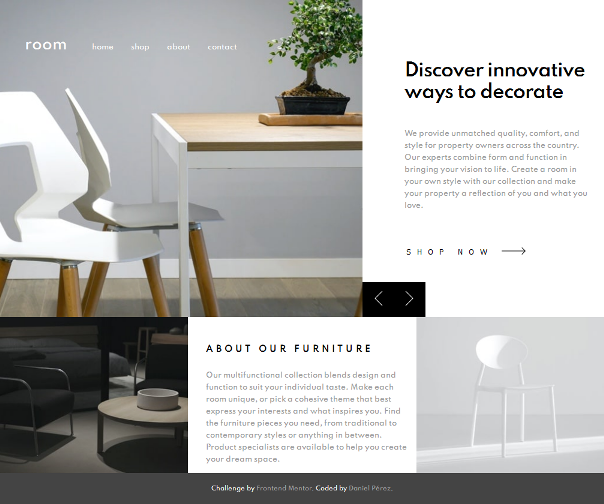 room home shop about contact
Discover innovative
ways to decorate
We provide unmatched quality, comfort, and
style for property owners across the country.
Our experts combine form and function in
bringing your vision to life. Create a room in
your own style with our collection and make
your property a reflection of you and what you
love.
SHOP NOW
ABOUT OUR FURNITURE
Our multifunctional collection blends design and
function to suit your individual taste. Make each
room unique, or pick a cohesive theme that best
express your interests and what inspires you. Find
the furniture pieces you need, from traditional to
contemporary styles or anything in between.
Product specialists are available to help you create
your dream space.
Challenge by Frontend Mentor. Coded by Daniel Pérez.